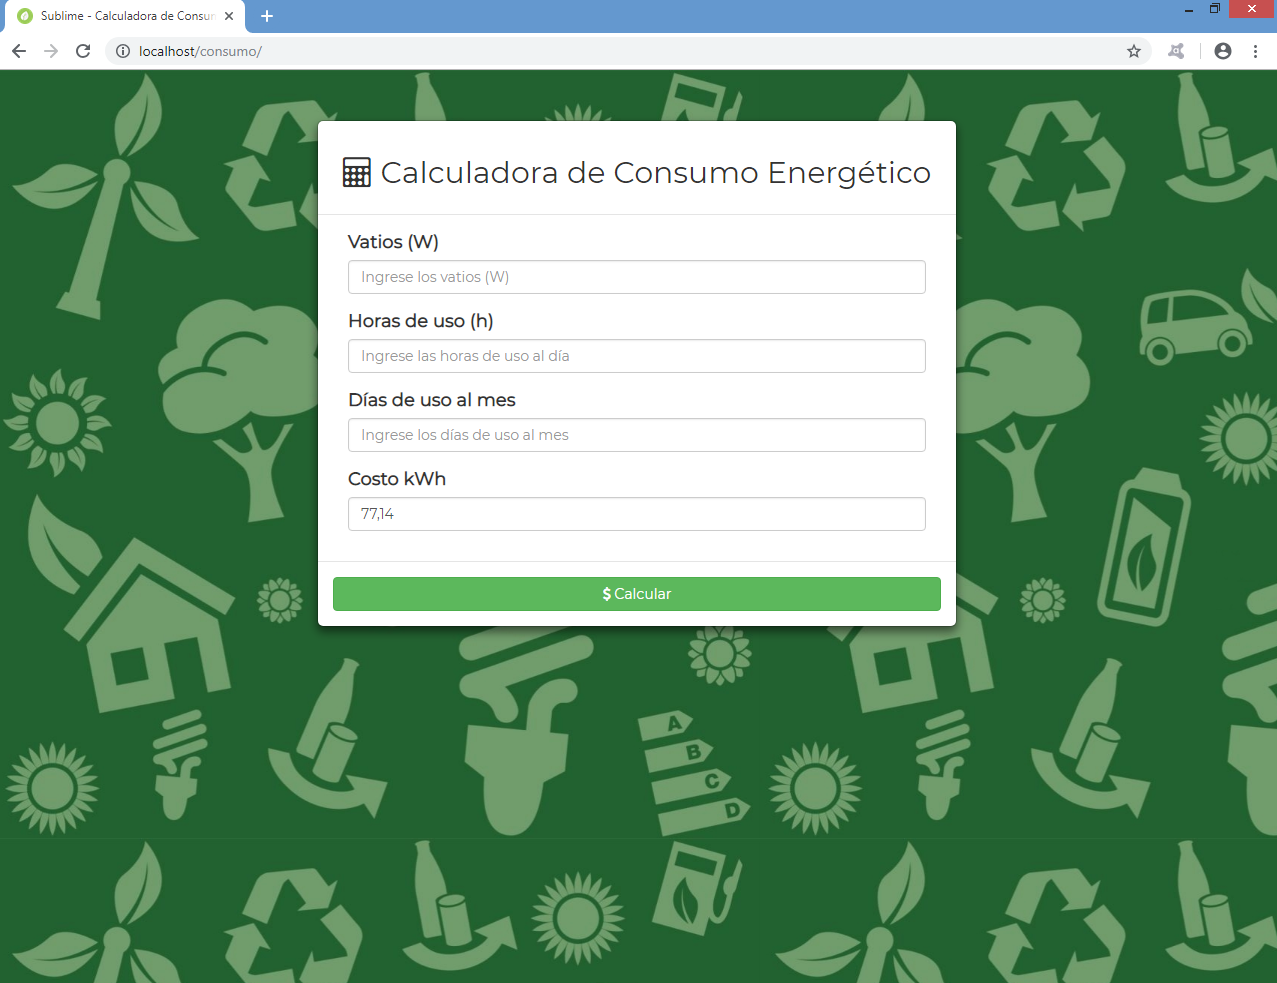 Sublime - Calculadora de Consum
localhost/consumo/
Calculadora de Consumo Energético
Vatios (W)
Ingrese los vatios (W)
Horas de uso (h)
Ingrese las horas de uso al día
Días de uso al mes
Ingrese los días de uso al mes
Costo kWh
77,14
$ Calcular
A
B
C
D